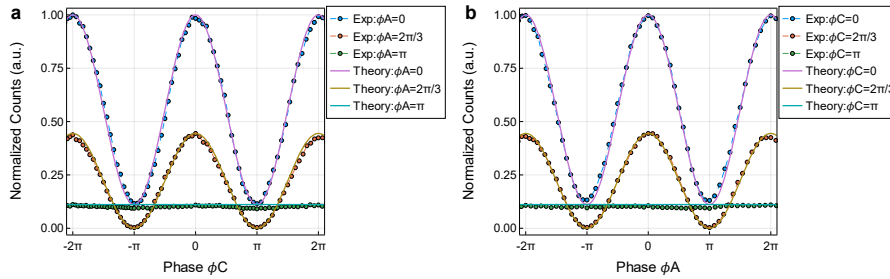 a
Normalized Counts (a.u.)
1.00
0.75
0.50
0.25
0.00
-2π
-π
0
π
2π
Phase ϕC
Exp:ϕA=0
Exp:ϕA=2π/3
Exp:ϕA=π
Theory:ϕA=0
Theory:ϕA=2π/3
Theory:ϕA=π
b
Normalized Counts (a.u.)
1.00
0.75
0.50
0.25
0.00
-2π
-π
0
π
2π
Phase ϕA
Exp:ϕC=0
Exp:ϕC=2π/3
Exp:ϕC=π
Theory:ϕC=0
Theory:ϕC=2π/3
Theory:ϕC=π